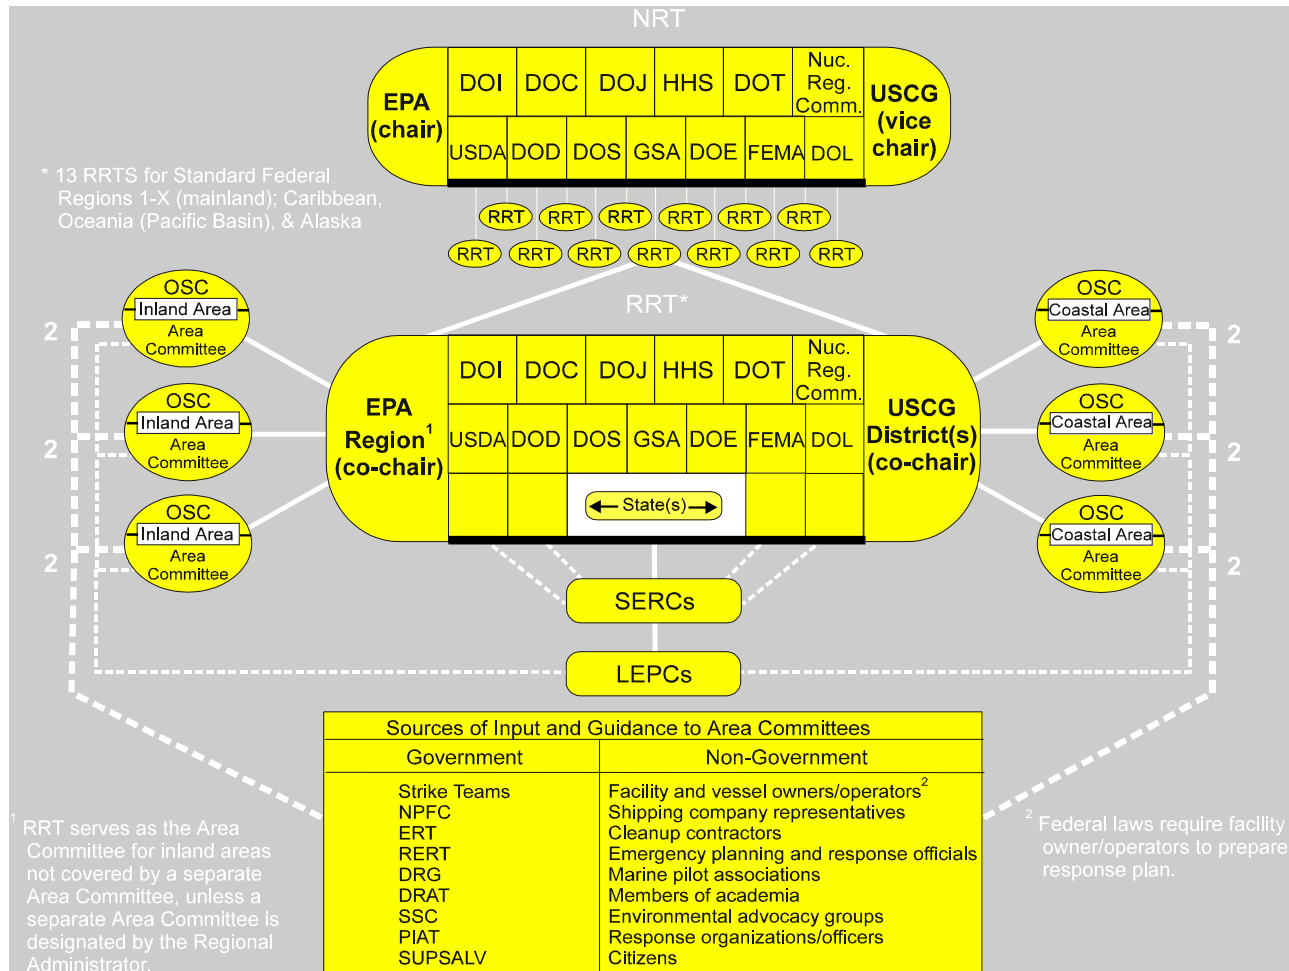 NRT
EPA
(chair)
DOI DOC DOJ HHS DOT Nuc.
Reg.
Comm.
USDA DOD DOS GSA DOE FEMA DOL
USCG
(vice
chair)
* 13 RRTS for Standard Federal
Regions 1-X (mainland); Caribbean,
Oceania (Pacific Basin), & Alaska
RRT RRT RRT RRT RRT RRT
RRT RRT RRT RRT RRT RRT RRT
RRT*
2
OSC
Inland Area
Area
Committee
2
OSC
Inland Area
Area
Committee
2
OSC
Inland Area
Area
Committee
EPA
Region1
(co-chair)
DOI DOC DOJ HHS DOT Nuc.
Reg.
Comm.
USDA DOD DOS GSA DOE FEMA DOL
State(s)
USCG
District(s)
(co-chair)
OSC
Coastal Area
Area
Committee
2
OSC
Coastal Area
Area
Committee
2
OSC
Coastal Area
Area
Committee
2
SERCs
LEPCs
Sources of Input and Guidance to Area Committees
Government Non-Government
Strike Teams Facility and vessel owners/operators2
NPFC Shipping company representatives
ERT Cleanup contractors
RERT Emergency planning and response officials
DRG Marine pilot associations
DRAT Members of academia
SSC Environmental advocacy groups
PIAT Response organizations/officers
SUPSALV Citizens
1 RRT serves as the Area
Committee for inland areas
not covered by a separate
Area Committee, unless a
separate Area Committee is
designated by the Regional
Administrator.
2 Federal laws require facility
owner/operators to prepare
response plan.